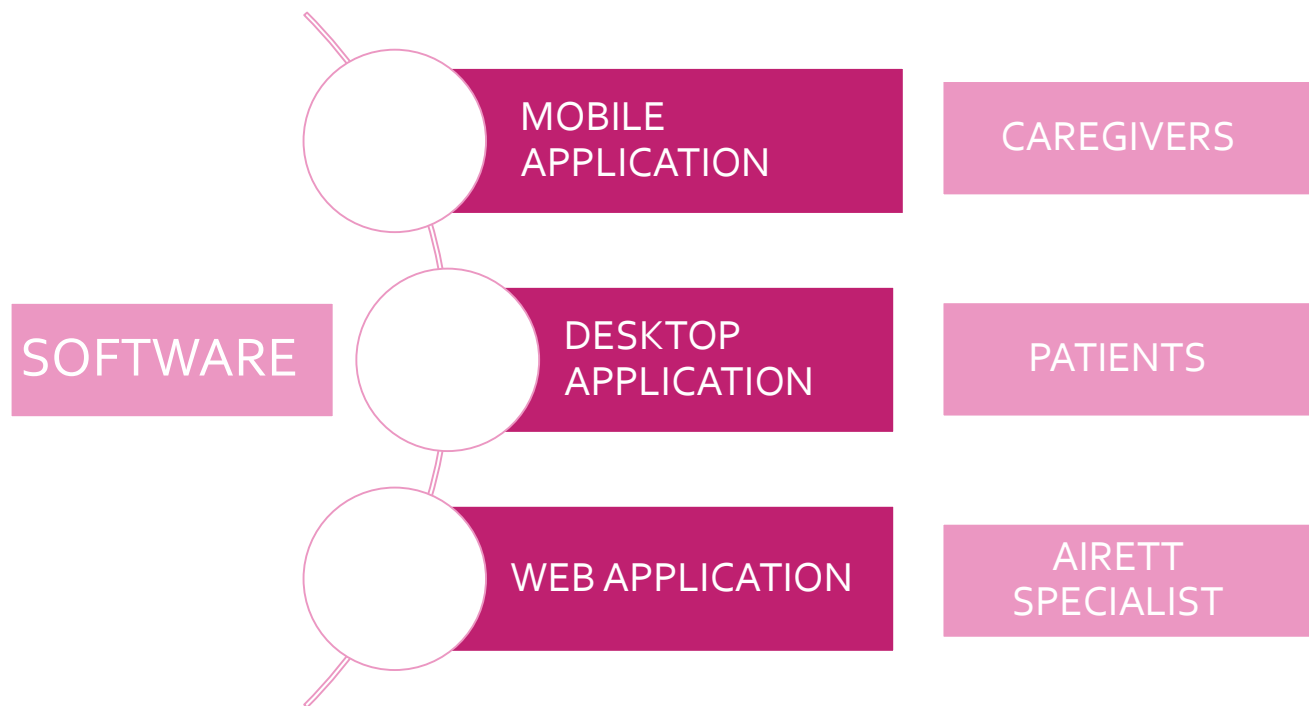 MOBILE
APPLICATION
CAREGIVERS
SOFTWARE
DESKTOP
APPLICATION
PATIENTS
WEB APPLICATION
AIRETT
SPECIALIST